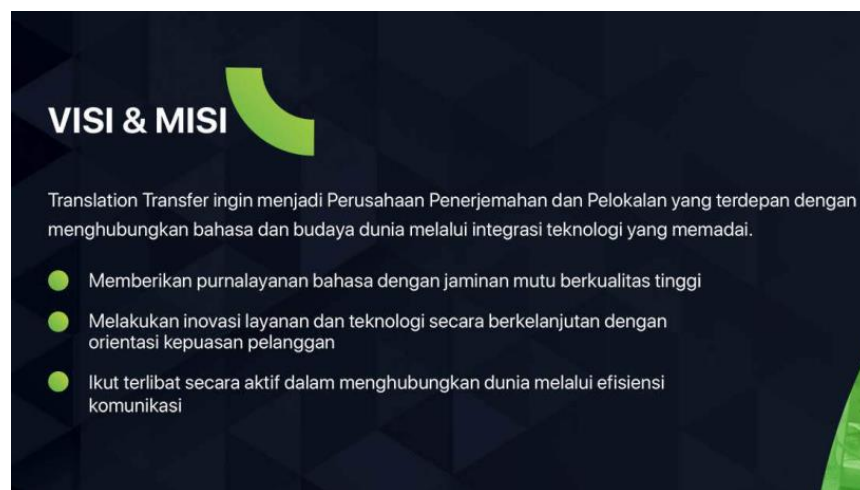 VISI & MISI
Translation Transfer ingin menjadi Perusahaan Penerjemahan dan Pelokalan yang terdepan dengan
menghubungkan bahasa dan budaya dunia melalui integrasi teknologi yang memadai.
Memberikan purnalayanan bahasa dengan jaminan mutu berkualitas tinggi
Melakukan inovasi layanan dan teknologi secara berkelanjutan dengan
orientasi kepuasan pelanggan
Ikut terlibat secara aktif dalam menghubungkan dunia melalui efisiensi
komunikasi